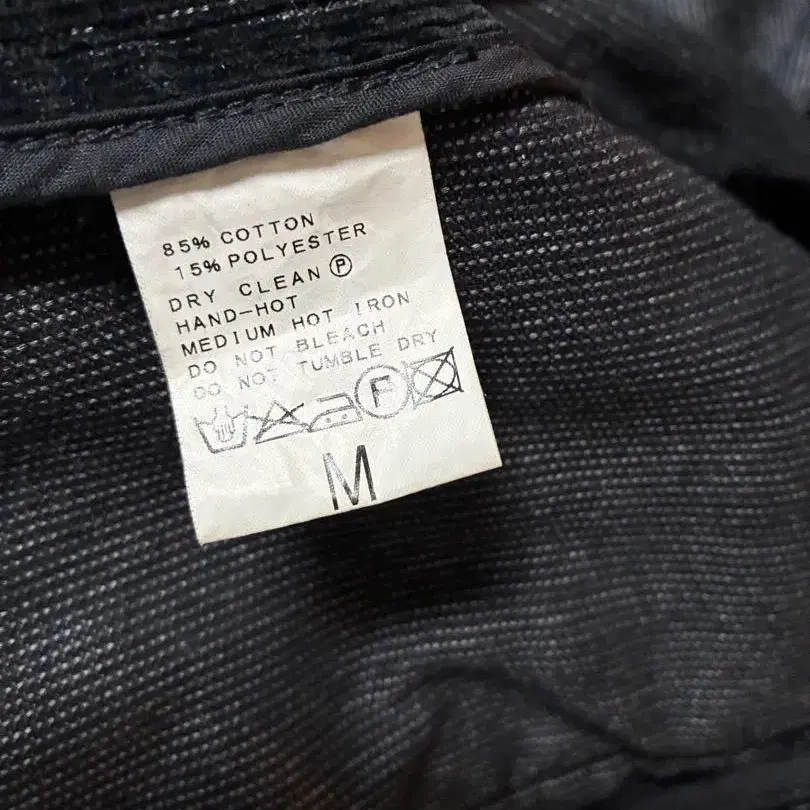 85% COTTON
15% POLYESTER
DRY CLEAN Ⓟ
HAND-HOT
MEDIUM HOT IRON
DO NOT BLEACH
DO NOT TUMBLE DRY
F
M